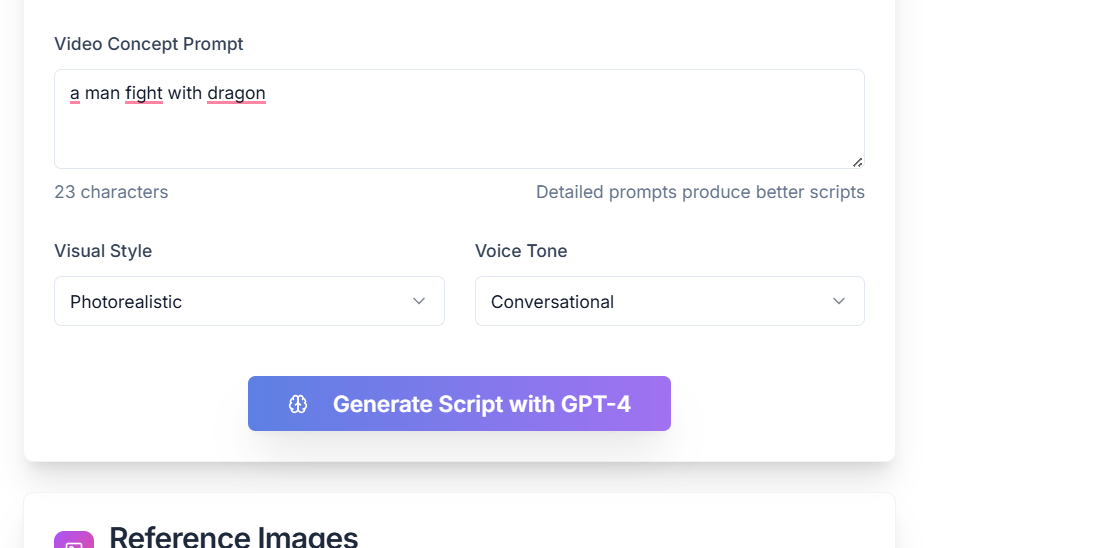 Video Concept Prompt
a man fight with dragon
23 characters
Detailed prompts produce better scripts
Visual Style
Voice Tone
Photorealistic
Conversational
Generate Script with GPT-4
Reference Images